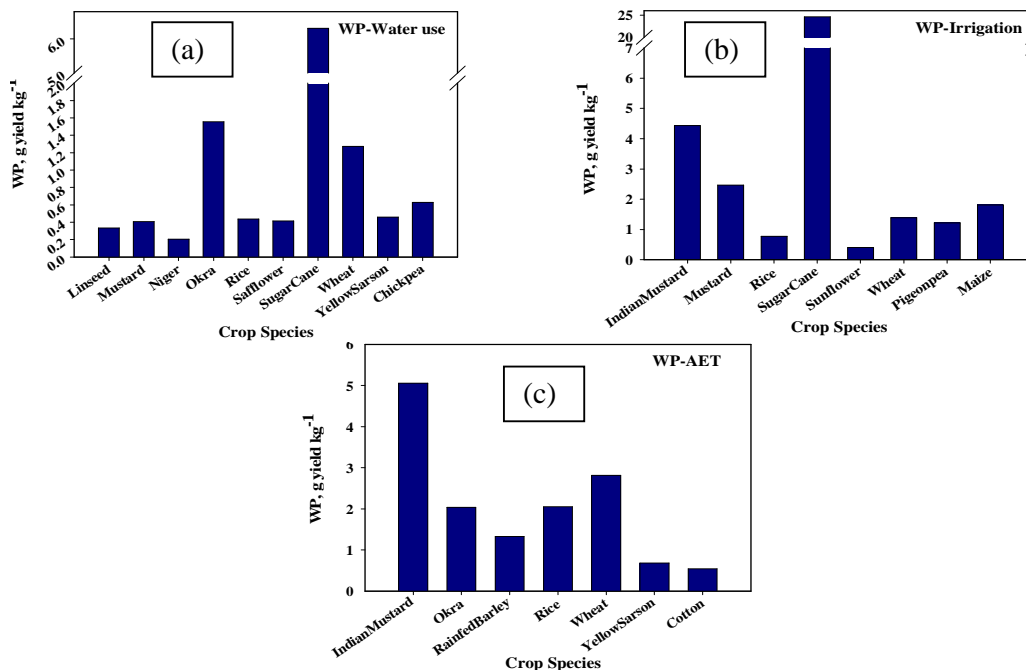 (a)
WP-Water use
6.0
5.0
2.0
1.8
1.6
1.4
1.2
1.0
0.8
0.6
0.4
0.2
0.0
WP, g yield kg-1
Linseed
Mustard
Niger
Okra
Rice
Safflower
SugarCane
Wheat
YellowSarson
Chickpea
Crop Species
(b)
WP-Irrigation
25
20
7
6
5
4
3
2
1
0
WP, g yield kg-1
IndianMustard
Mustard
Rice
SugarCane
Sunflower
Wheat
Pigeonpea
Maize
Crop Species
(c)
WP-AET
6
5
4
3
2
1
0
WP, g yield kg-1
IndianMustard
Okra
RainfedBarley
Rice
Wheat
YellowSarson
Cotton
Crop Species